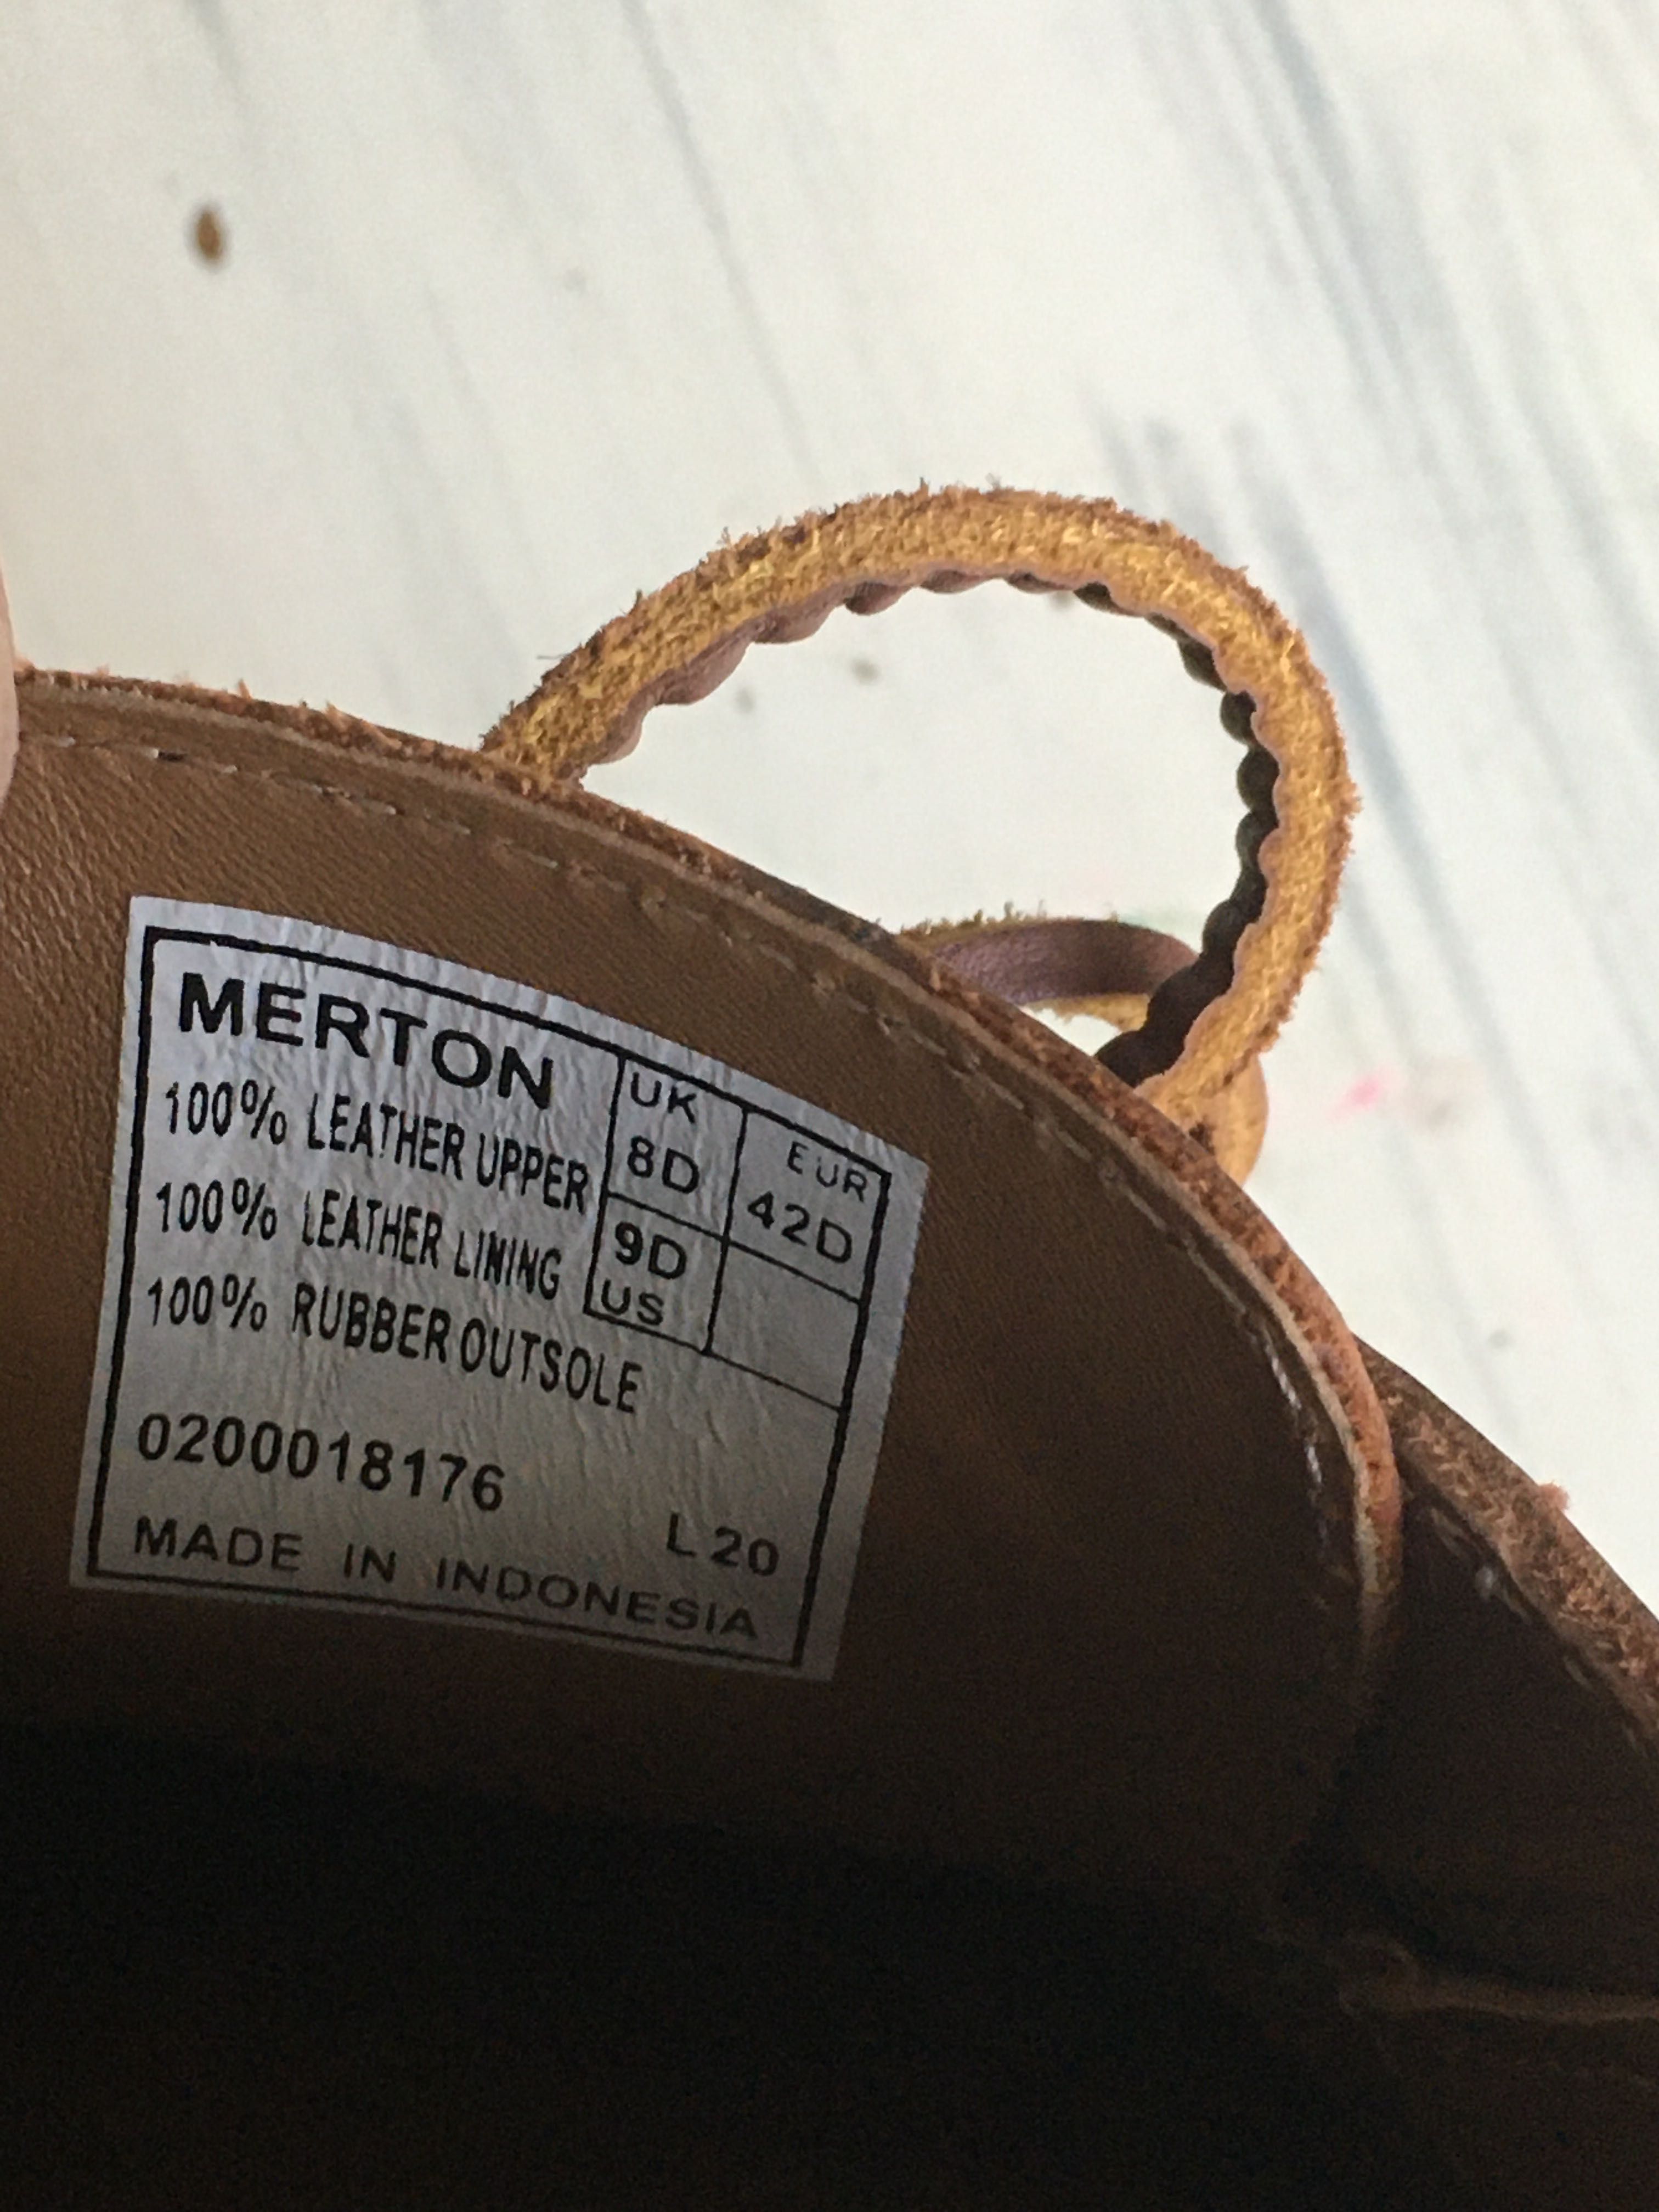 MERTON
100% LEATHER UPPER
100% LEATHER LINING
100% RUBBER OUTSOLE
UK
8D
9D
US
EUR
42D
0200018176
L 20
MADE IN INDONESIA